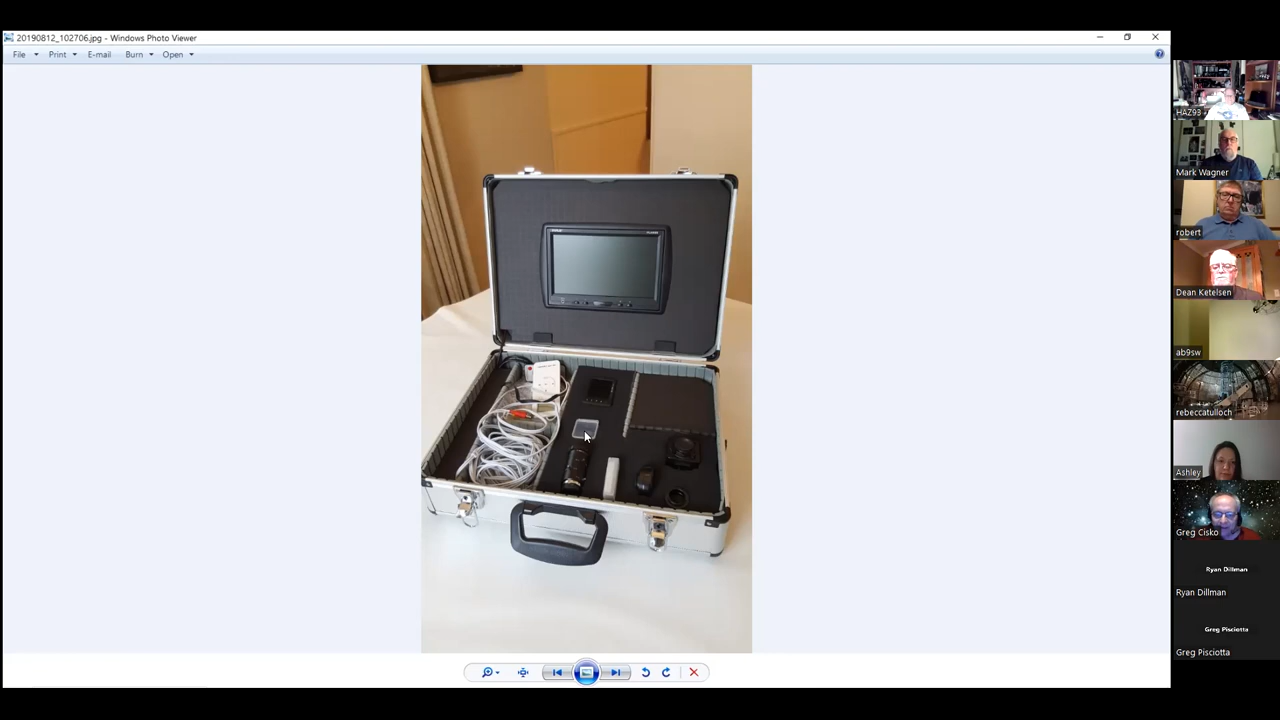 20190812_102706.jpg - Windows Photo Viewer
File Print E-mail Burn Open
HAZ93
Mark Wagner
robert
Dean Ketelsen
ab9sw
rebeccatulloch
Ashley
Greg Cisko
Ryan Dillman
Ryan Dillman
Greg Pisciotta
Greg Pisciotta